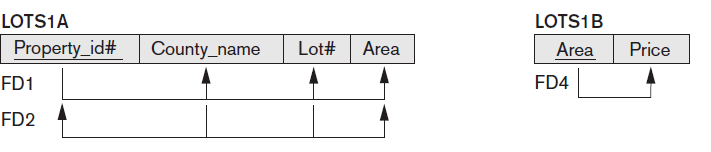 LOTS1A
LOTS1B
Property_id# County_name Lot# Area
Area Price
FD1
FD4
FD2